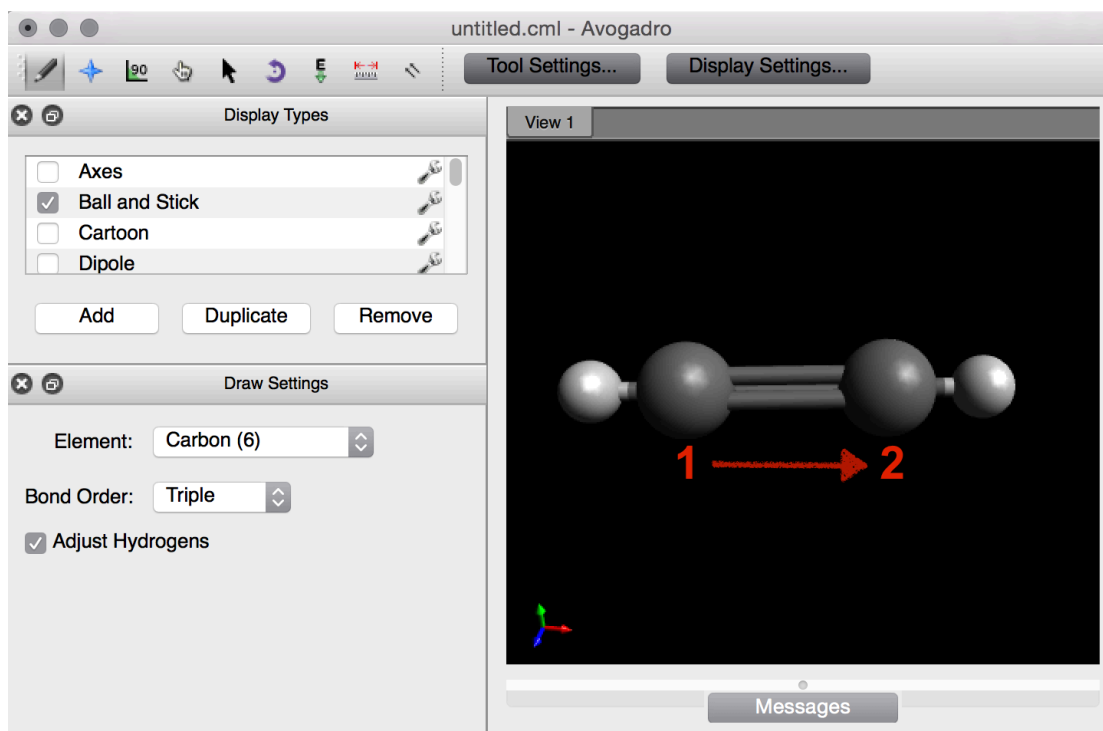 untitled.cml - Avogadro
90
E
Tool Settings...
Display Settings...
Display Types
View 1
Axes
Ball and Stick
Cartoon
Dipole
Add
Duplicate
Remove
Draw Settings
Element:
Carbon (6)
Bond Order:
Triple
Adjust Hydrogens
1
2
Messages